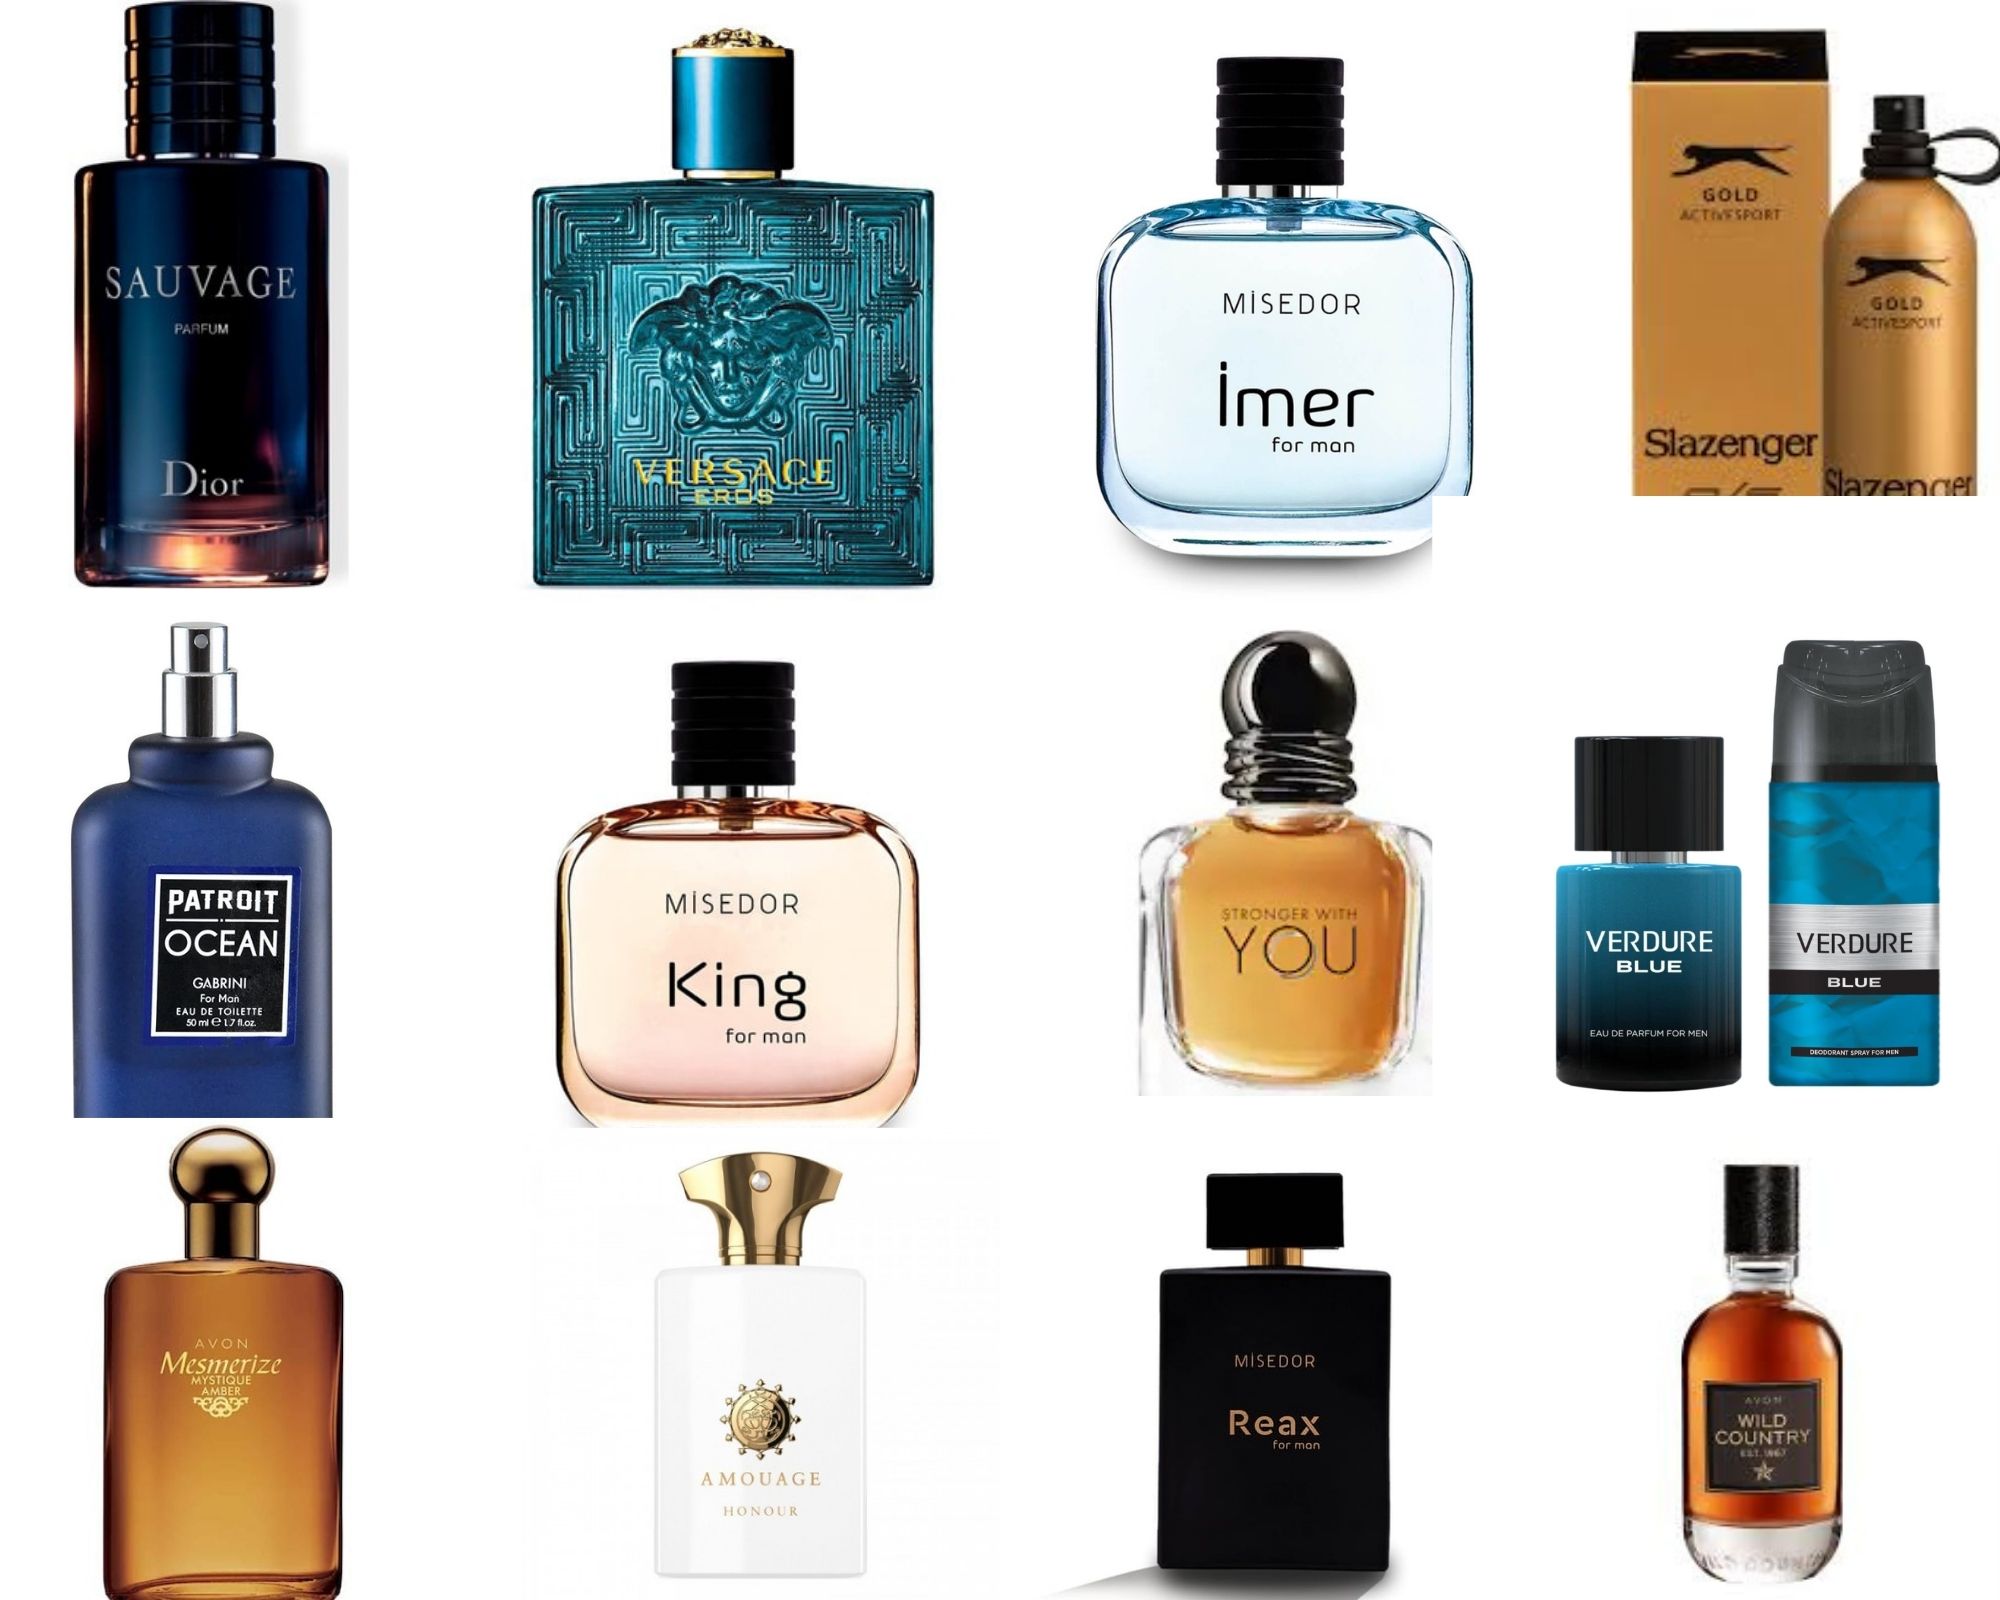 SAUVAGE
PARFUM
Dior
VERSACE
EROS
MİSEDOR
İmer
for man
GOLD
ACTIVESPORT
Slazenger
GOLD
ACTIVESPORT
Slazenger
PATROIT
OCEAN
GABRINI
For Man
EAU DE TOILETTE
50 ml e 1.7 fl.oz.
MİSEDOR
King
for man
STRONGER WITH
YOU
VERDURE
BLUE
EAU DE PARFUM FOR MEN
VERDURE
BLUE
DEODORANT SPRAY FOR MEN
AVON
Mesmerize
MYSTIQUE
AMBER
AMOUAGE
HONOUR
MİSEDOR
Reax
for man
AVON
WILD
COUNTRY
EST. 1967